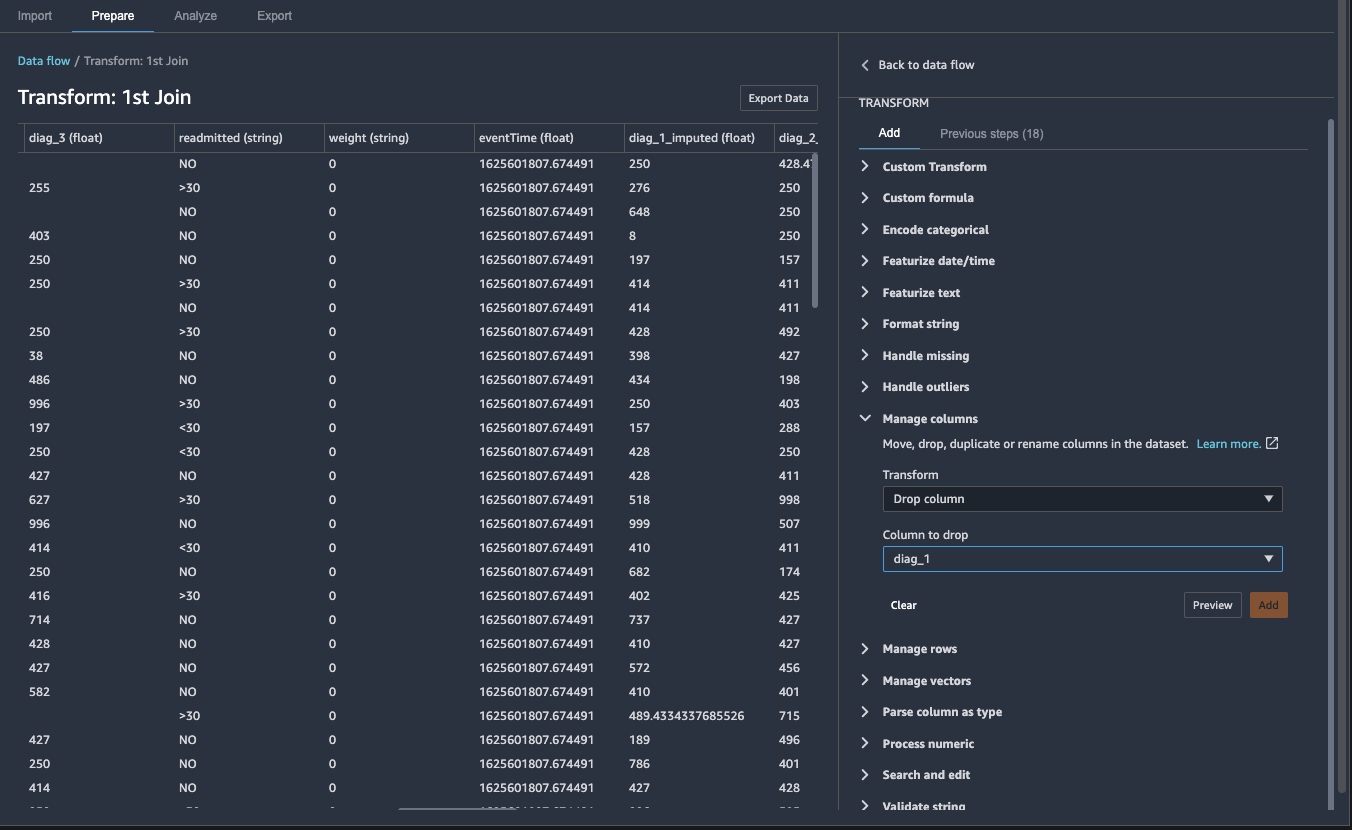 Import Prepare Analyze Export
Data flow / Transform: 1st Join
Transform: 1st Join
Export Data
diag_3 (float) readmitted (string) weight (string) eventTime (float) diag_1_imputed (float) diag_2_
NO 0 1625601807.674491 250 428.4
255 >30 0 1625601807.674491 276 250
NO 0 1625601807.674491 648 250
403 NO 0 1625601807.674491 8 250
250 NO 0 1625601807.674491 197 157
250 >30 0 1625601807.674491 414 411
NO 0 1625601807.674491 414 411
250 >30 0 1625601807.674491 428 492
38 NO 0 1625601807.674491 398 427
486 NO 0 1625601807.674491 434 198
996 >30 0 1625601807.674491 250 403
197 <30 0 1625601807.674491 157 288
250 <30 0 1625601807.674491 428 250
427 NO 0 1625601807.674491 428 411
627 >30 0 1625601807.674491 518 998
996 NO 0 1625601807.674491 999 507
414 <30 0 1625601807.674491 410 411
250 NO 0 1625601807.674491 682 174
416 >30 0 1625601807.674491 402 425
714 NO 0 1625601807.674491 737 427
428 NO 0 1625601807.674491 410 427
427 NO 0 1625601807.674491 572 456
582 NO 0 1625601807.674491 410 401
>30 0 1625601807.674491 489.4334337685526 715
427 NO 0 1625601807.674491 189 496
250 NO 0 1625601807.674491 786 401
414 NO 0 1625601807.674491 427 428
Back to data flow
TRANSFORM
Add Previous steps (18)
Custom Transform
Custom formula
Encode categorical
Featurize date/time
Featurize text
Format string
Handle missing
Handle outliers
Manage columns
Move, drop, duplicate or rename columns in the dataset. Learn more.
Transform
Drop column
Column to drop
diag_1
Clear Preview Add
Manage rows
Manage vectors
Parse column as type
Process numeric
Search and edit
Validate string